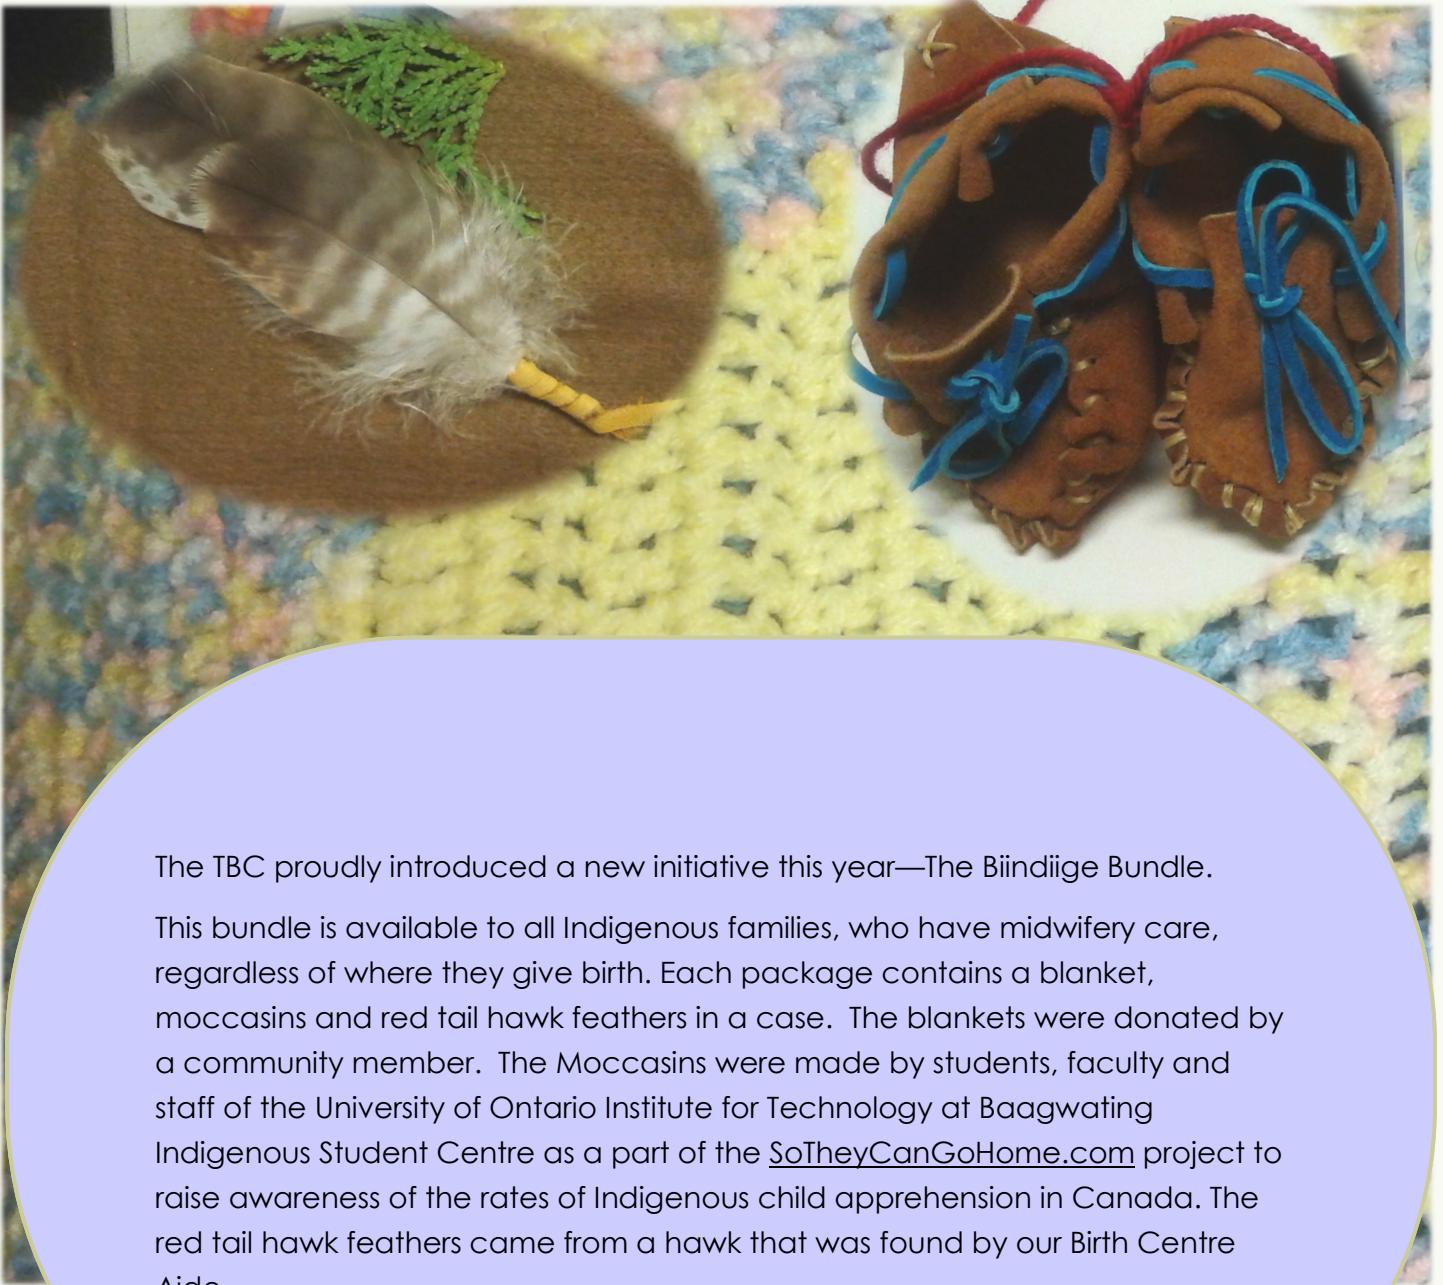 The TBC proudly introduced a new initiative this year—The Biindiige Bundle.
This bundle is available to all Indigenous families, who have midwifery care,
regardless of where they give birth. Each package contains a blanket,
moccasins and red tail hawk feathers in a case.  The blankets were donated by
a community member.  The Moccasins were made by students, faculty and
staff of the University of Ontario Institute for Technology at Baagwating
Indigenous Student Centre as a part of the SoTheyCanGoHome.com project to
raise awareness of the rates of Indigenous child apprehension in Canada. The
red tail hawk feathers came from a hawk that was found by our Birth Centre